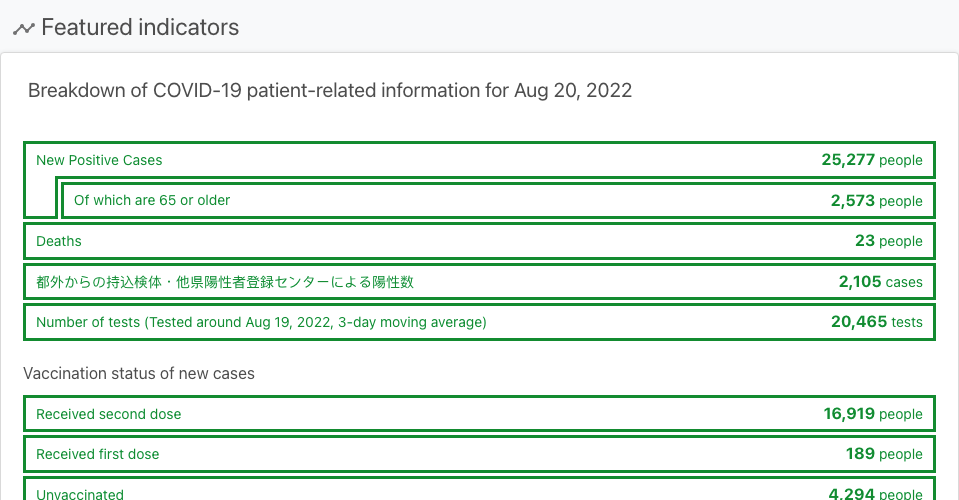 Featured indicators
Breakdown of COVID-19 patient-related information for Aug 20, 2022
New Positive Cases 25,277 people
Of which are 65 or older 2,573 people
Deaths 23 people
都外からの持込検体・他県陽性者登録センターによる陽性数 2,105 cases
Number of tests (Tested around Aug 19, 2022, 3-day moving average) 20,465 tests
Vaccination status of new cases
Received second dose 16,919 people
Received first dose 189 people
Unvaccinated 4,294 people